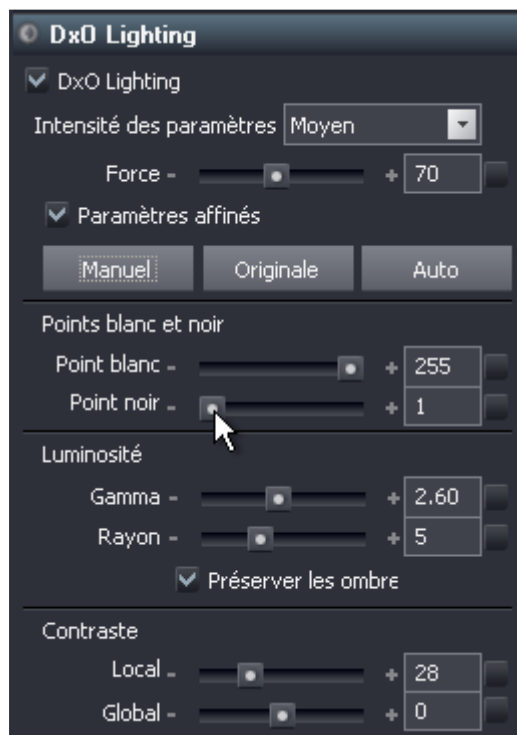 DxO Lighting
DxO Lighting
Intensité des paramètres Moyen
Force - + 70
Paramètres affinés
Manuel Originale Auto
Points blanc et noir
Point blanc - + 255
Point noir - + 1
Luminosité
Gamma - + 2.60
Rayon - + 5
Préserver les ombre
Contraste
Local - + 28
Global - + 0